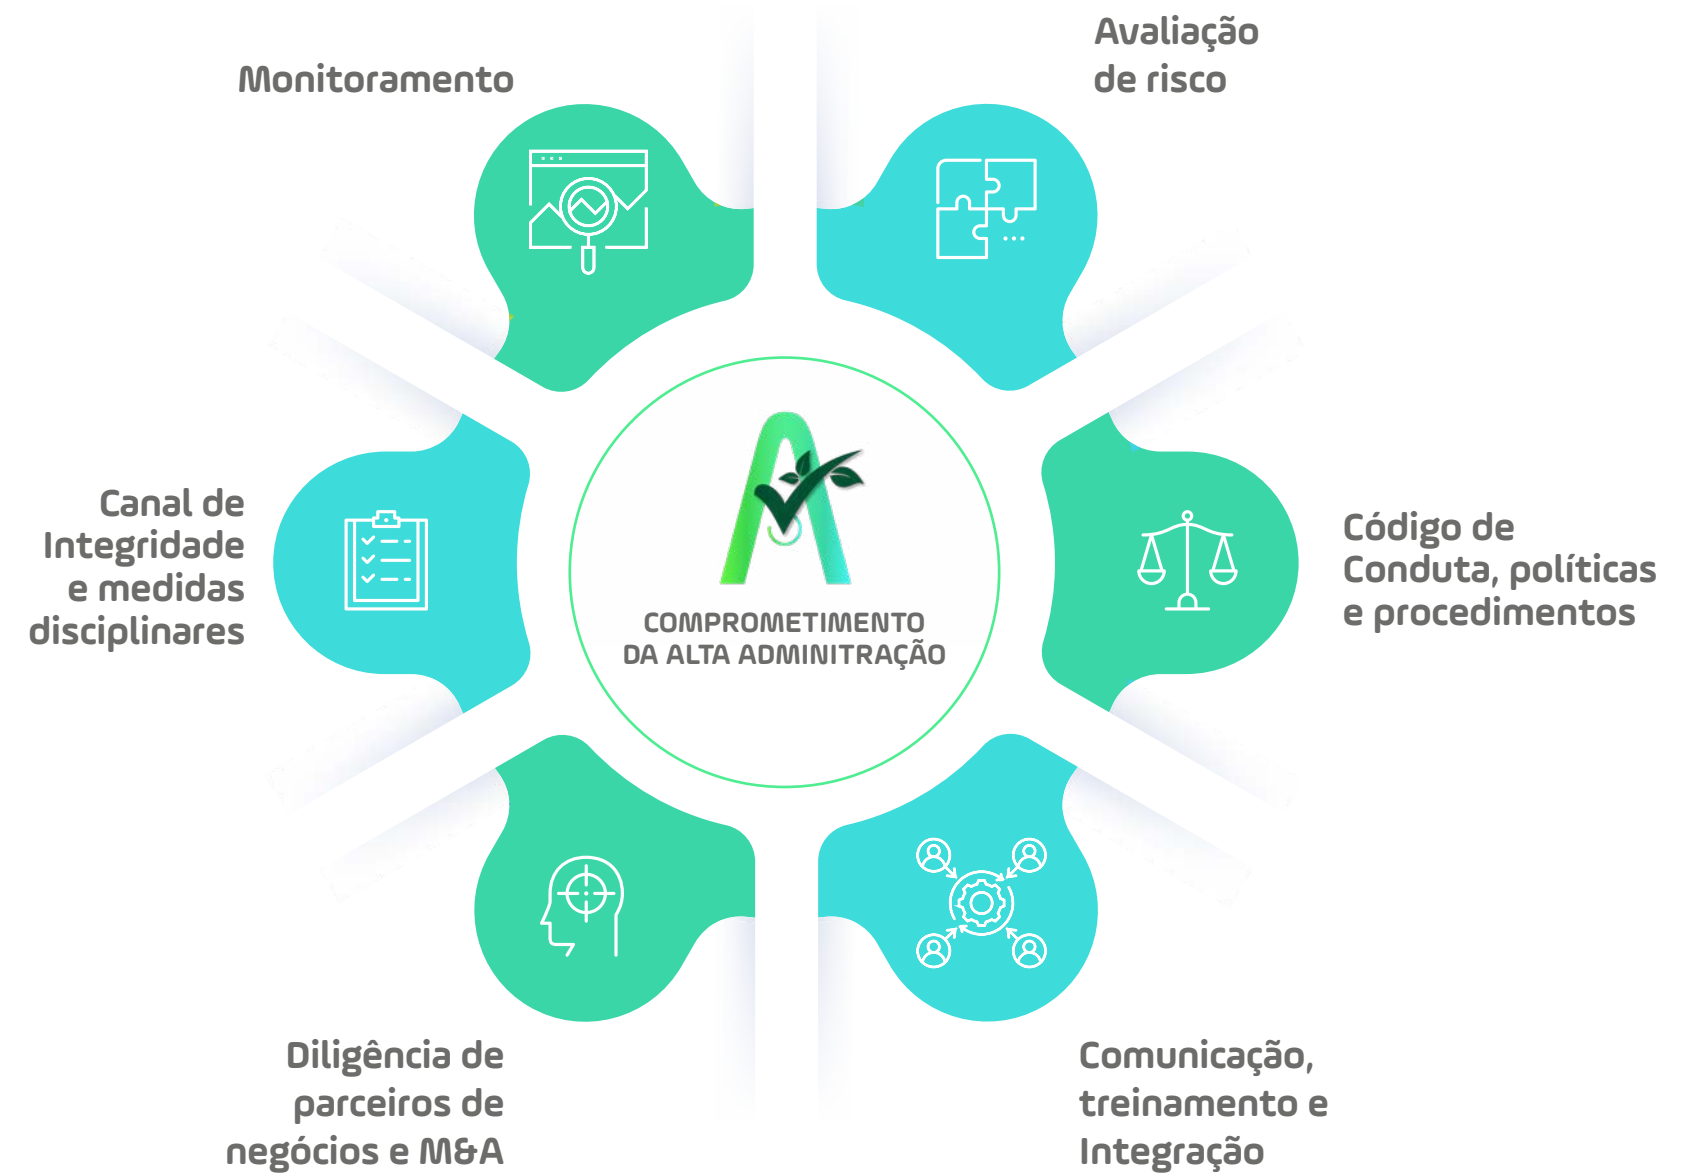 Monitoramento
Avaliação
de risco
Canal de
Integridade
e medidas
disciplinares
COMPROMETIMENTO
DA ALTA ADMINITRAÇÃO
Código de
Conduta, políticas
e procedimentos
Diligência de
parceiros de
negócios e M&A
Comunicação,
treinamento e
Integração